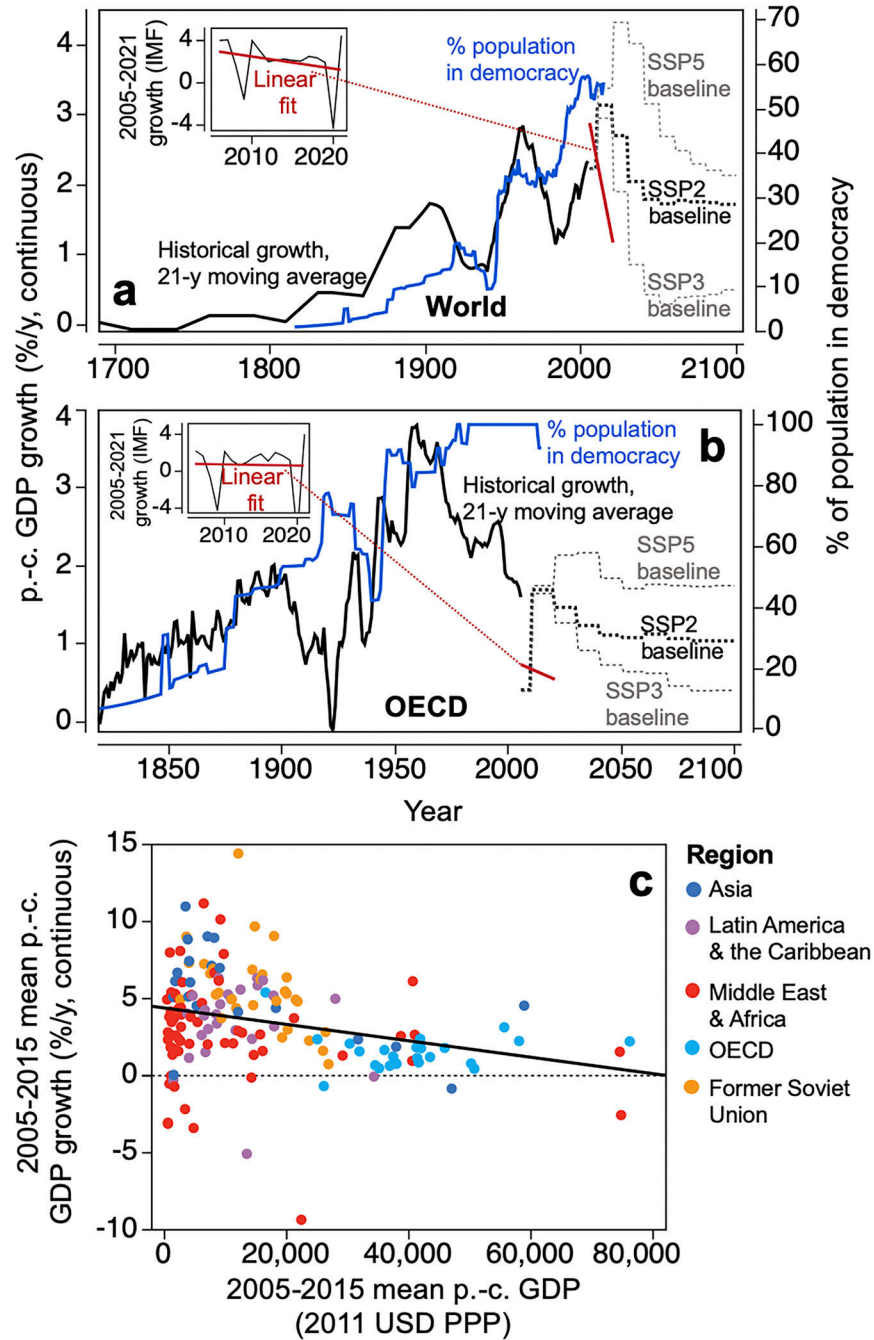 p.-c. GDP growth (%/y, continuous)
% of population in democracy
4
3
2
1
0
70
60
50
40
30
20
10
0
2005-2021
growth (IMF)
4
0
-4
2010
2020
Linear
fit
% population
in democracy
SSP5
baseline
SSP2
baseline
SSP3
baseline
Historical growth,
21-y moving average
a
World
1700
1800
1900
2000
2100
4
3
2
1
0
100
80
60
40
20
0
2005-2021
growth (IMF)
4
0
-4
2010
2020
Linear
fit
% population
in democracy
b
Historical growth,
21-y moving average
SSP5
baseline
SSP2
baseline
SSP3
baseline
OECD
1850
1900
1950
2000
2050
2100
Year
2005-2015 mean p.-c.
GDP growth (%/y, continuous)
15
10
5
0
-5
-10
c
0
20,000
40,000
60,000
80,000
2005-2015 mean p.-c. GDP
(2011 USD PPP)
Region
Asia
Latin America
& the Caribbean
Middle East
& Africa
OECD
Former Soviet
Union